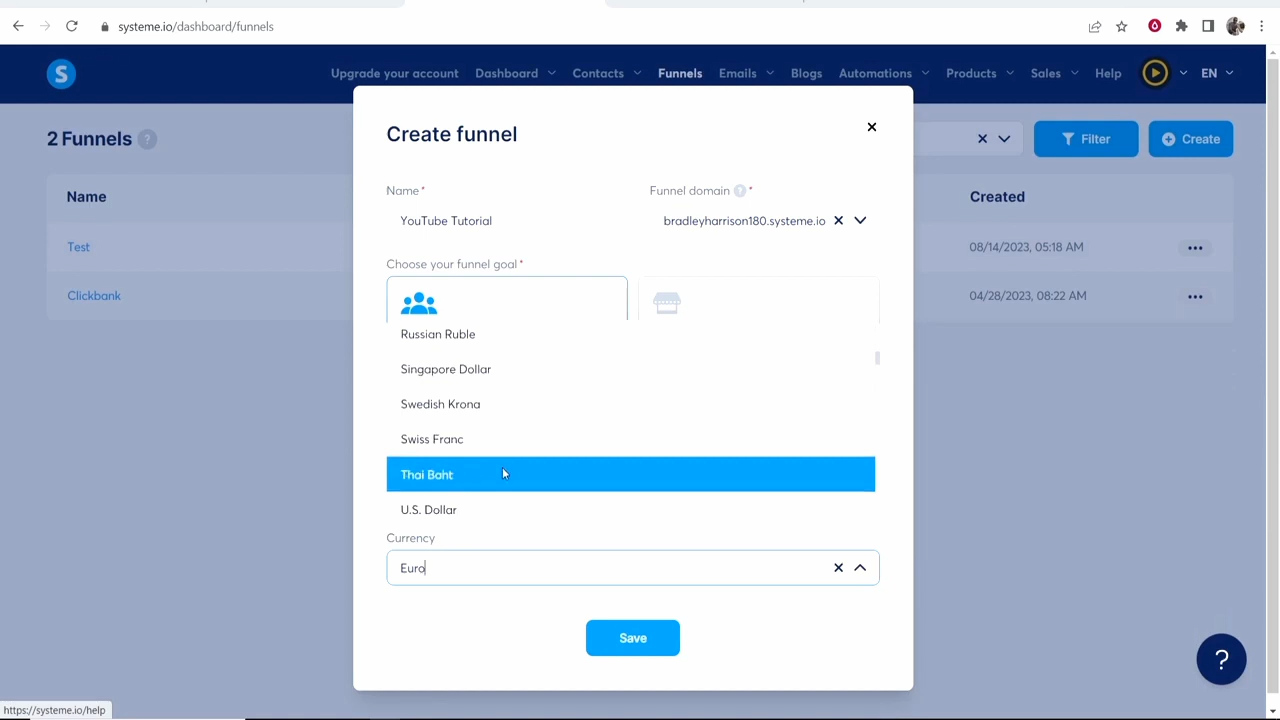 systeme.io/dashboard/funnels
S
Upgrade your account Dashboard Contacts Funnels Emails Blogs Automations Products Sales Help EN
Create funnel
2 Funnels ?
Filter
Create
Name
Created
Test
08/14/2023, 05:18 AM
Clickbank
04/28/2023, 08:22 AM
Name*
Funnel domain ? *
YouTube Tutorial
bradleyharrison180.systeme.io
Choose your funnel goal*
Russian Ruble
Singapore Dollar
Swedish Krona
Swiss Franc
Thai Baht
U.S. Dollar
Currency
Euro
Save
?
https://systeme.io/help